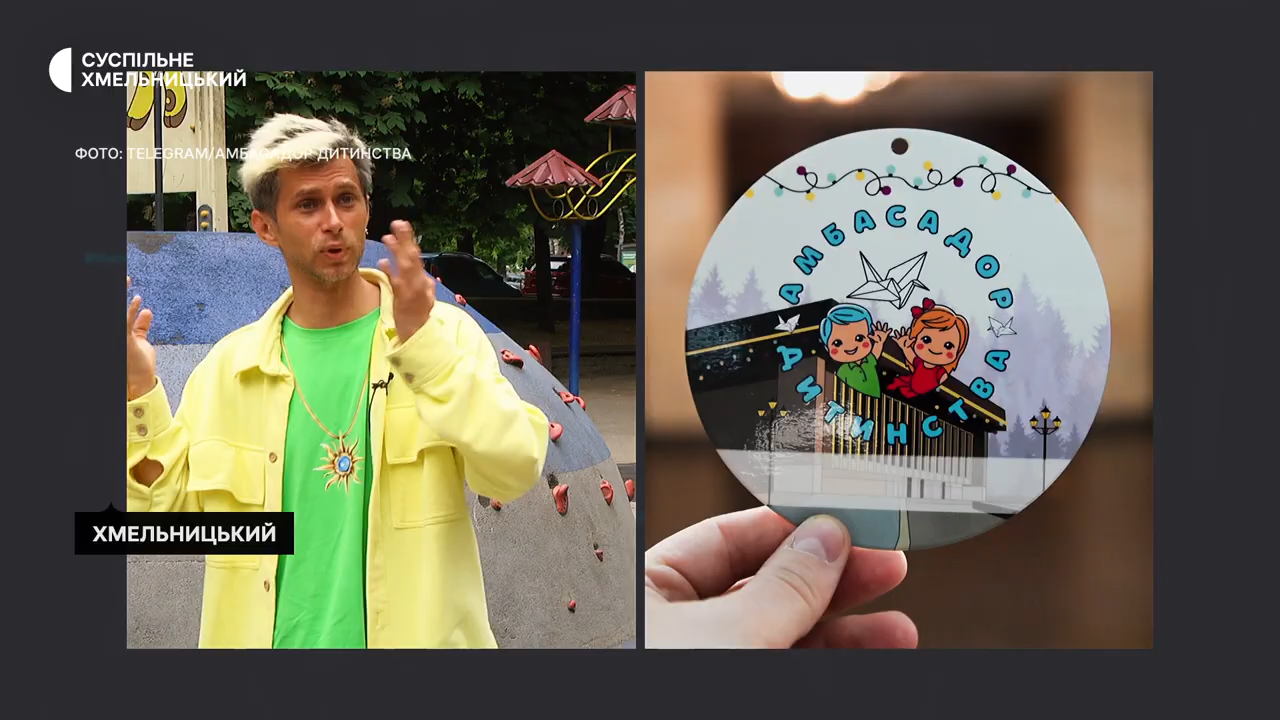 СУСПІЛЬНЕ
ХМЕЛЬНИЦЬКИЙ
ФОТО: TELEGRAM/АМБАСАДОР ДИТИНСТВА
ХМЕЛЬНИЦЬКИЙ
АМБАСАДОР
ДИТИНСТВА